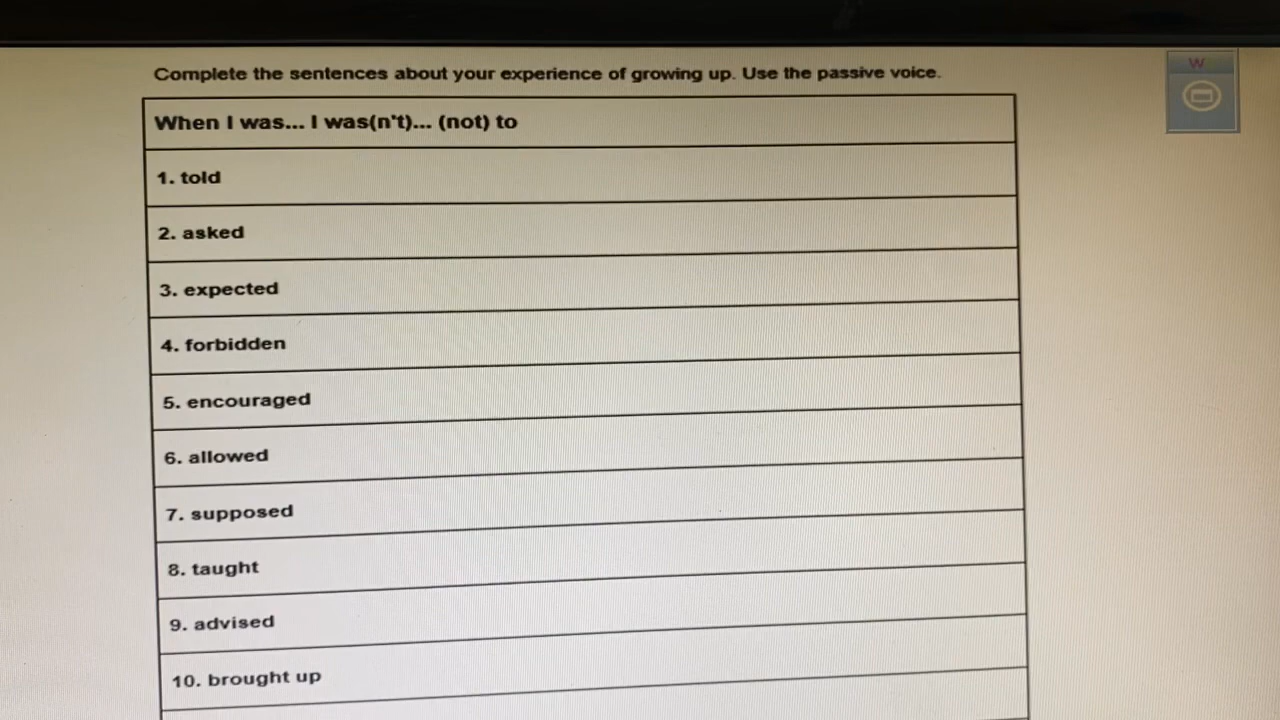 Complete the sentences about your experience of growing up. Use the passive voice.
When I was... I was(n't)... (not) to
1. told
2. asked
3. expected
4. forbidden
5. encouraged
6. allowed
7. supposed
8. taught
9. advised
10. brought up
W